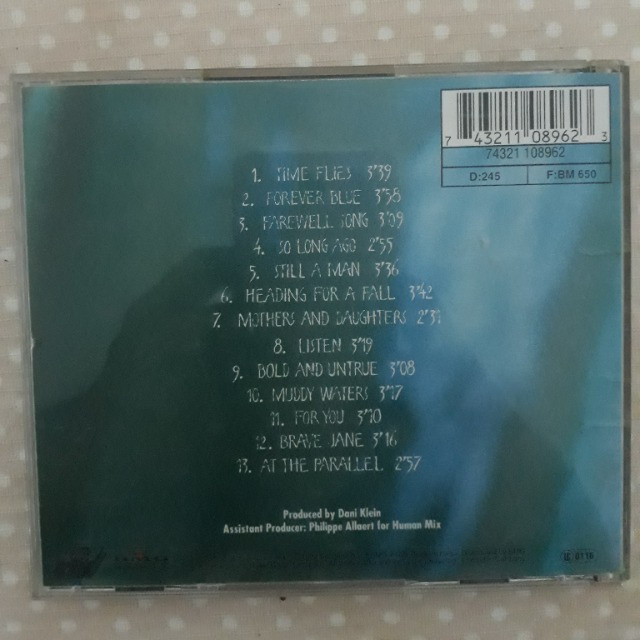 7 43211 08962 3
74321 108962
D:245 F:BM 650
1. TIME FLIES 3'39
2. FOREVER BLUE 3'58
3. FAREWELL SONG 3'09
4. SO LONG AGO 2'55
5. STILL A MAN 3'36
6. HEADING FOR A FALL 3'42
7. MOTHERS AND DAUGHTERS 2'31
8. LISTEN 3'19
9. BOLD AND UNTRUE 3'08
10. MUDDY WATERS 3'17
11. FOR YOU 3'10
12. BRAVE JANE 3'16
13. AT THE PARALLEL 2'57
Produced by Dani Klein
Assistant Producer: Philippe Allaert for Human Mix